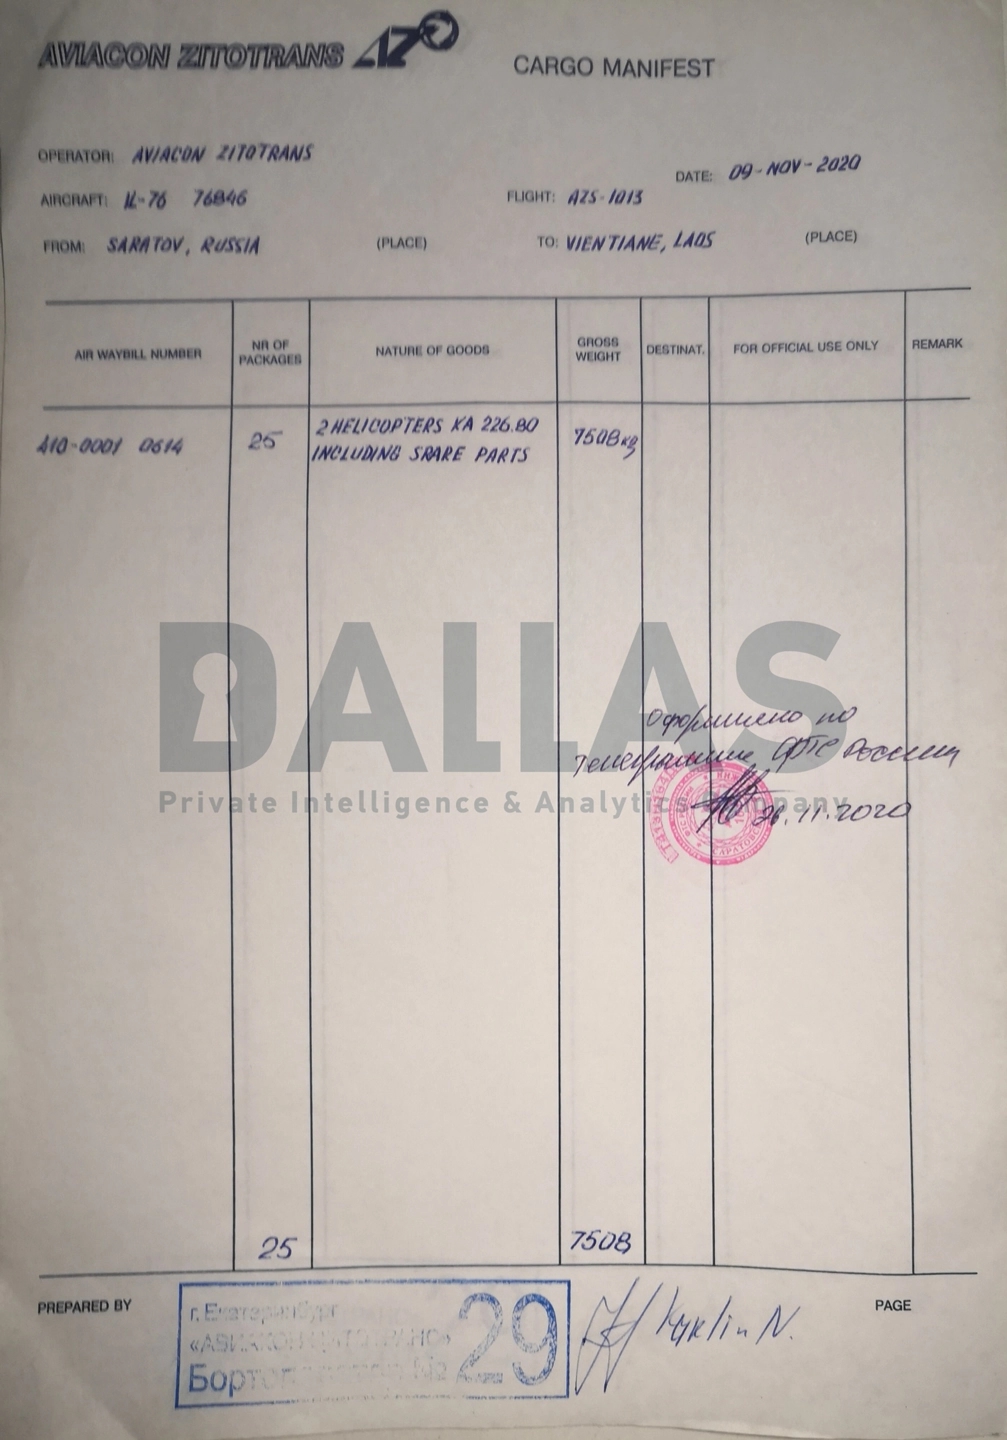 AVIACON ZITOTRANS AZ
CARGO MANIFEST
OPERATOR: AVIACON ZITOTRANS
DATE: 09-NOV-2020
AIRCRAFT: IL-76 76846
FLIGHT: AZS-1013
FROM: SARATOV, RUSSIA (PLACE)
TO: VIENTIANE, LAOS (PLACE)
AIR WAYBILL NUMBER
NR OF
PACKAGES
NATURE OF GOODS
GROSS
WEIGHT
DESTINAT.
FOR OFFICIAL USE ONLY
REMARK
410-0001 0614
25
2 HELICOPTERS KA 226.80
INCLUDING SPARE PARTS
7508 kg
DALLAS
Private Intelligence & Analytics Company
Оформлено по
телеграмме ФТС России
26.11.2020
25
7508
PREPARED BY
г. Екатеринбург
«АВИАКОН ЦИТОТРАНС»
29
N.
PAGE